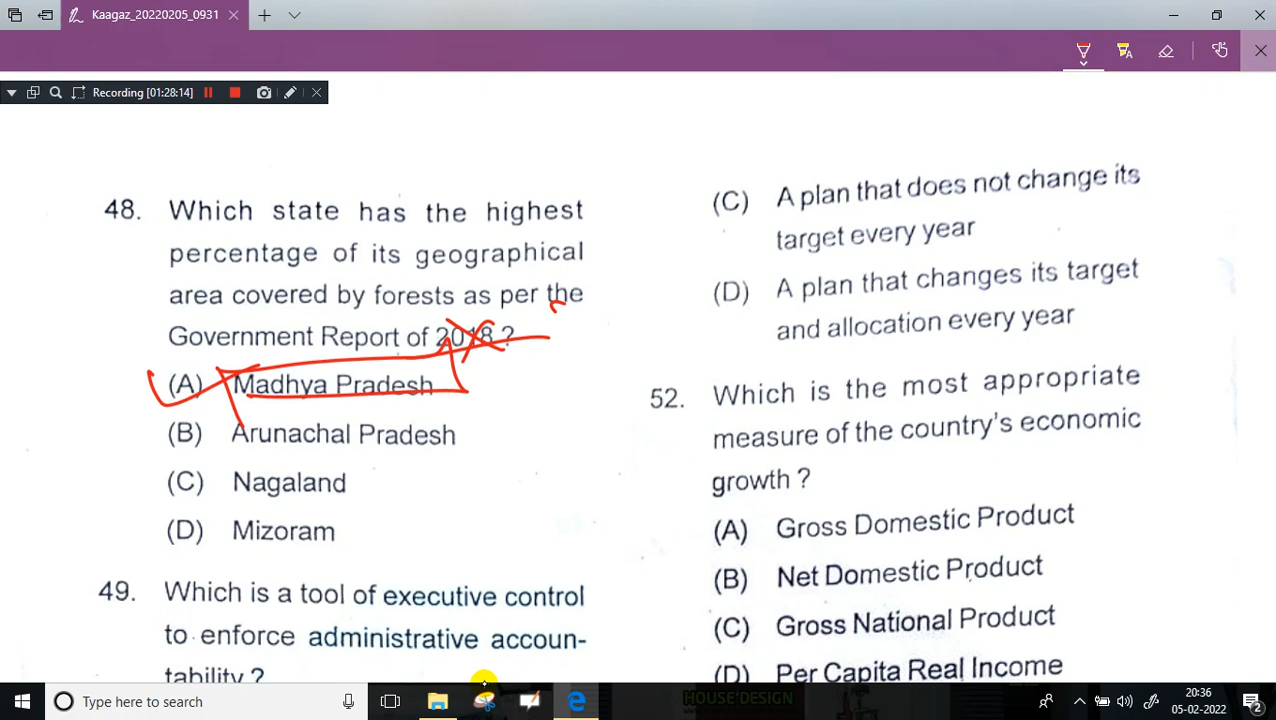 Kaagaz_20220205_0931
Recording [01:28:14]
48. Which state has the highest
percentage of its geographical
area covered by forests as per the
Government Report of 2018 ?
(A) Madhya Pradesh
(B) Arunachal Pradesh
(C) Nagaland
(D) Mizoram
49. Which is a tool of executive control
to enforce administrative accoun-
tability ?
(C) A plan that does not change its
target every year
(D) A plan that changes its target
and allocation every year
52. Which is the most appropriate
measure of the country's economic
growth ?
(A) Gross Domestic Product
(B) Net Domestic Product
(C) Gross National Product
(D) Per Capita Real Income
Type here to search
HOUSE DESIGN
20:36
05-02-2022
2